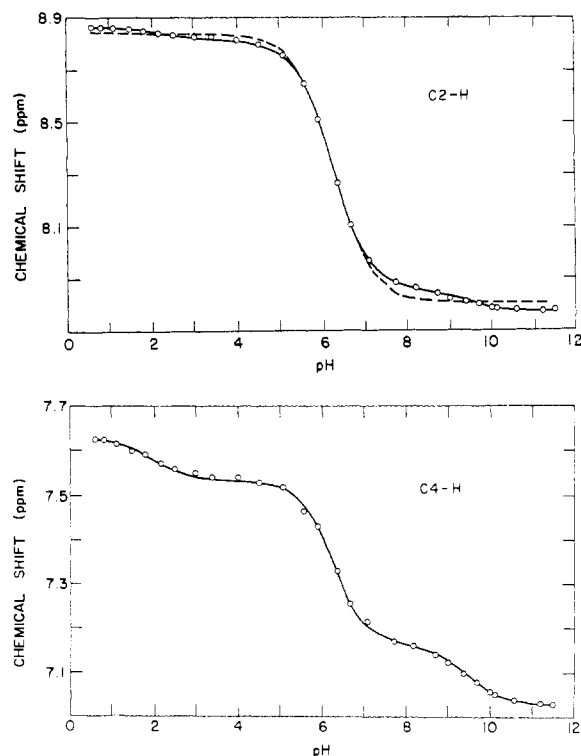 8.9
8.5
8.1
CHEMICAL SHIFT (ppm)
C2-H
0 2 4 6 8 10 12
pH
7.7
7.5
7.3
7.1
CHEMICAL SHIFT (ppm)
C4-H
0 2 4 6 8 10 12
pH